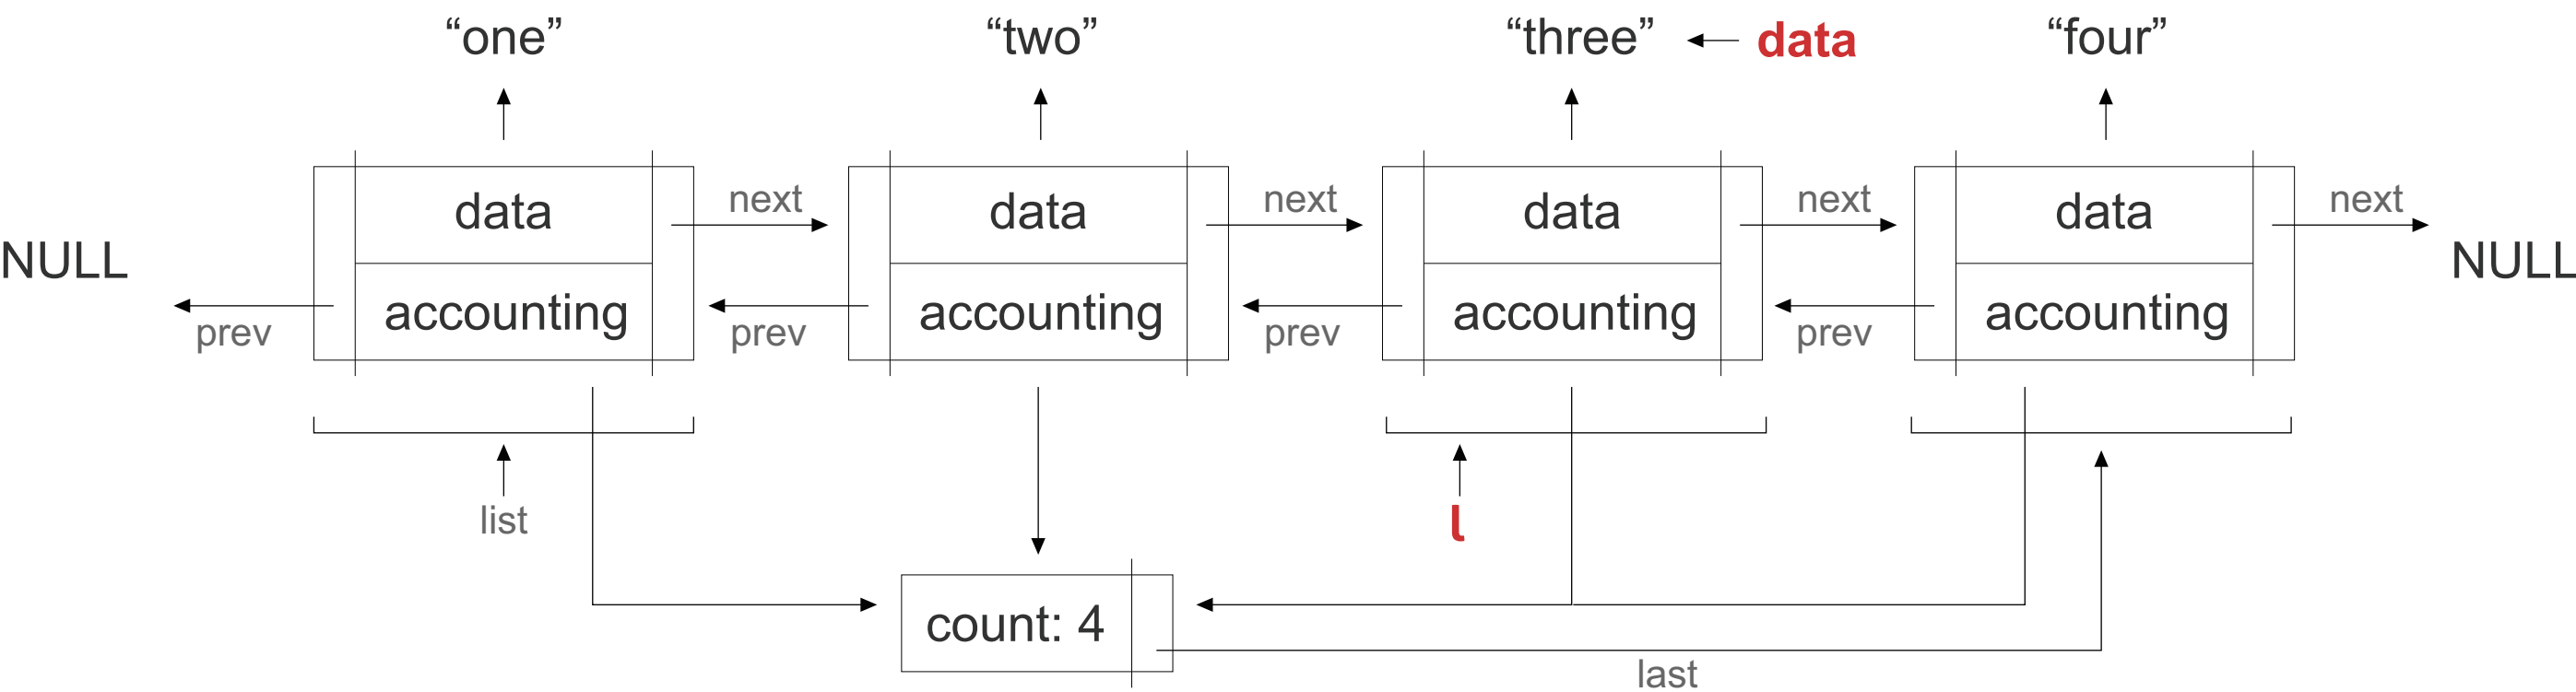 “one”
“two”
“three”
data
“four”
data
next
data
next
data
next
data
next
NULL
NULL
accounting
accounting
accounting
accounting
prev
prev
prev
prev
list
l
count: 4
last